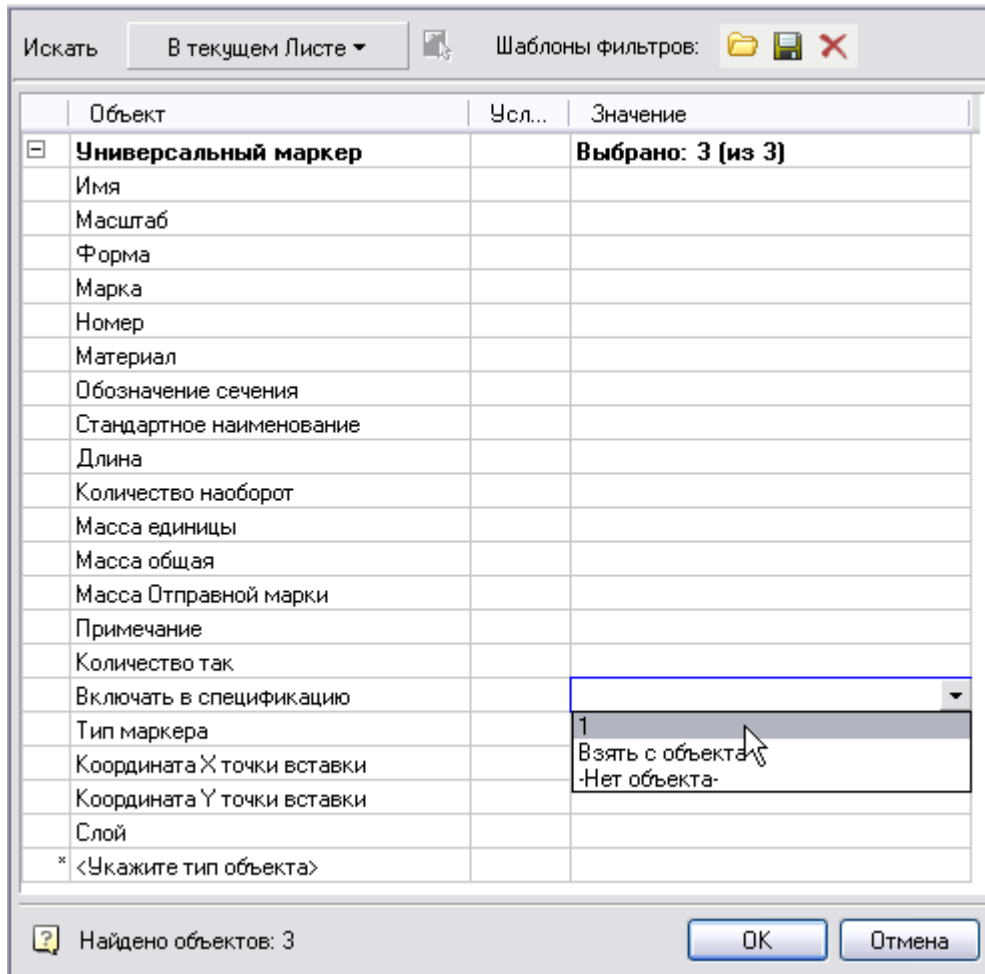 Искать В текущем Листе Шаблоны фильтров:
Объект Усл... Значение
Универсальный маркер Выбрано: 3 (из 3)
Имя
Масштаб
Форма
Марка
Номер
Материал
Обозначение сечения
Стандартное наименование
Длина
Количество наоборот
Масса единицы
Масса общая
Масса Отправной марки
Примечание
Количество так
Включать в спецификацию
Тип маркера 1
Взять с объекта
Координата X точки вставки
-Нет объекта-
Координата Y точки вставки
Слой
* <Укажите тип объекта>
Найдено объектов: 3 OK Отмена